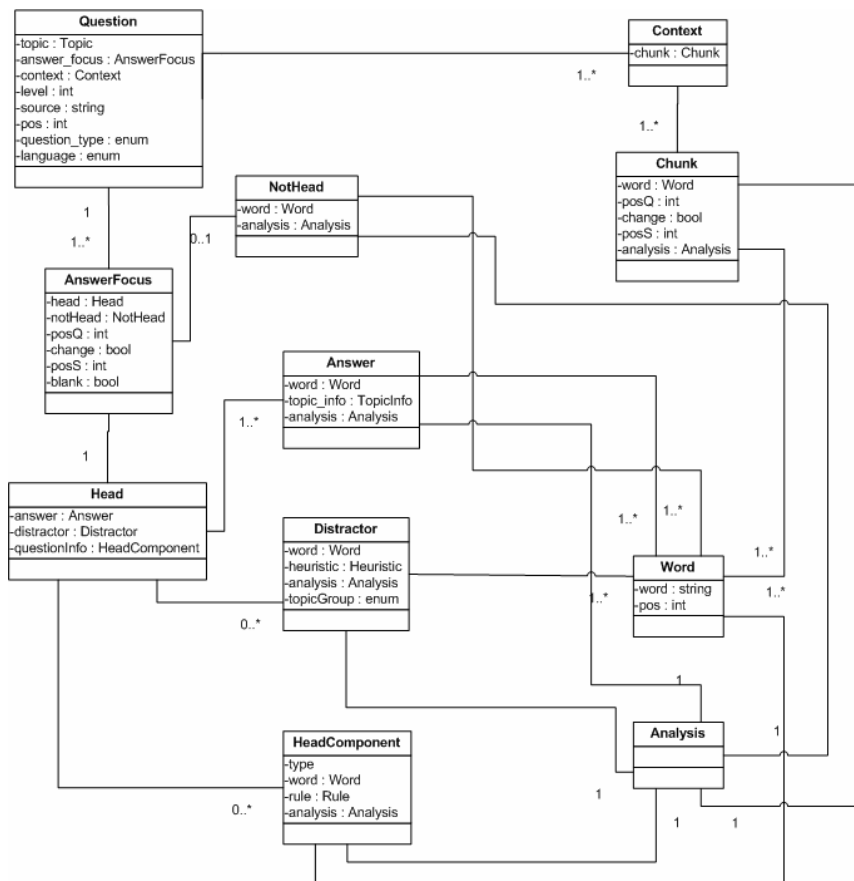 Question
-topic : Topic
-answer_focus : AnswerFocus
-context : Context
-level : int
-source : string
-pos : int
-question_type : enum
-language : enum
Context
-chunk : Chunk
1..*
1..*
Chunk
-word : Word
-posQ : int
-change : bool
-posS : int
-analysis : Analysis
NotHead
-word : Word
-analysis : Analysis
1
1..*
0..1
AnswerFocus
-head : Head
-notHead : NotHead
-posQ : int
-change : bool
-posS : int
-blank : bool
Answer
-word : Word
-topic_info : TopicInfo
-analysis : Analysis
1..*
1
Head
-answer : Answer
-distractor : Distractor
-questionInfo : HeadComponent
Distractor
-word : Word
-heuristic : Heuristic
-analysis : Analysis
-topicGroup : enum
0..*
1..*
1..*
1..*
Word
-word : string
-pos : int
1..*
1..*
1
Analysis
1
HeadComponent
-type
-word : Word
-rule : Rule
-analysis : Analysis
0..*
1
1
1